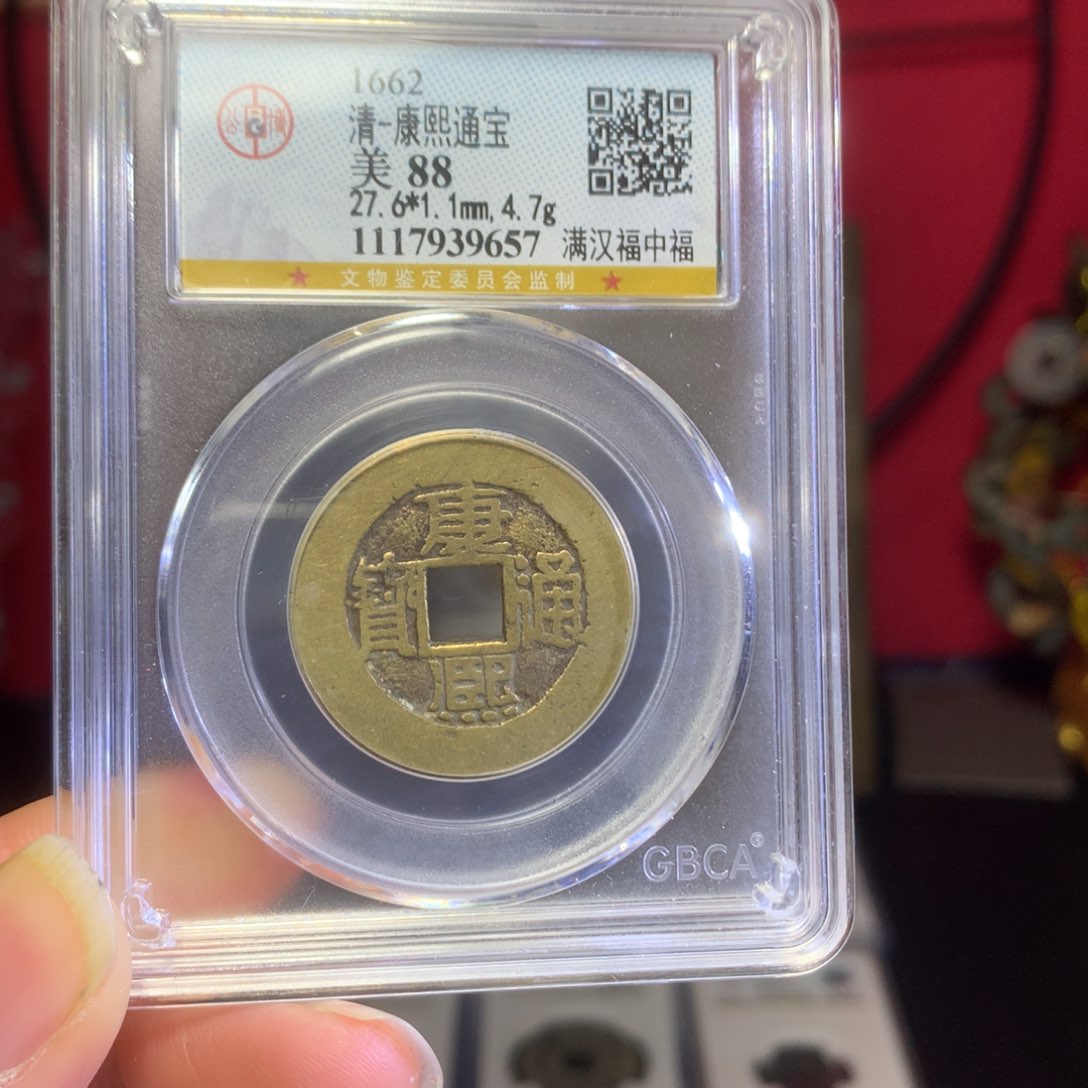 1662
清-康熙通宝
美 88
27.6*1.1mm,4.7g
1117939657 满汉福中福
★ 文物鉴定委员会监制 ★
康
寳 通
熙
GBCA®